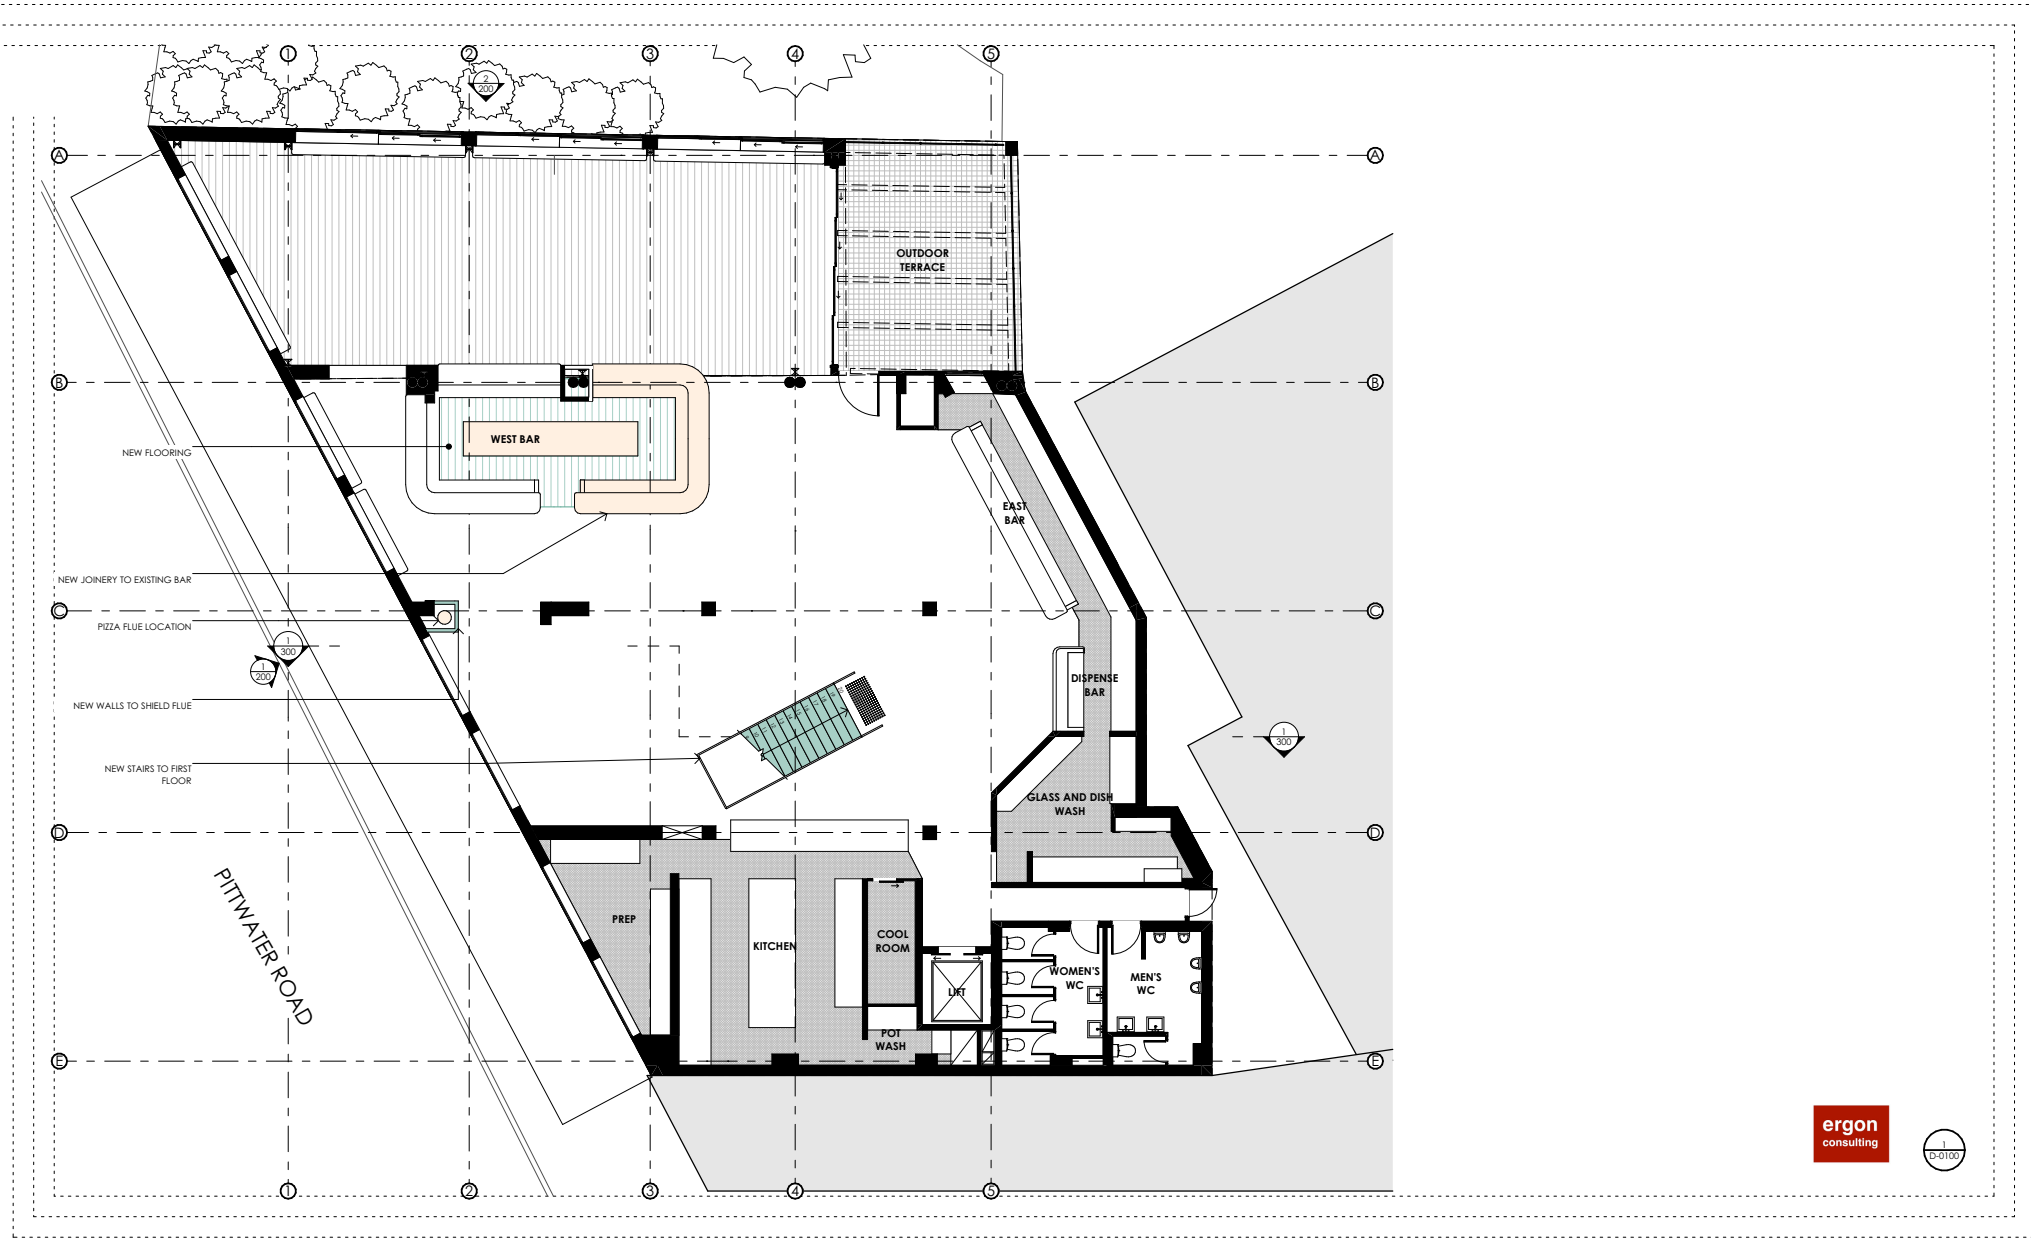 1
2
3
4
5
2
200
A
A
OUTDOOR
TERRACE
B
B
WEST BAR
NEW FLOORING
EAST
BAR
NEW JOINERY TO EXISTING BAR
C
C
PIZZA FLUE LOCATION
1
300
1
200
DISPENSE
BAR
NEW WALLS TO SHIELD FLUE
1
300
NEW STAIRS TO FIRST
FLOOR
GLASS AND DISH
WASH
D
D
PITTWATER ROAD
PREP
KITCHEN
COOL
ROOM
LIFT
WOMEN'S
WC
MEN'S
WC
POT
WASH
E
E
ergon
consulting
1
D-0100
1
2
3
4
5